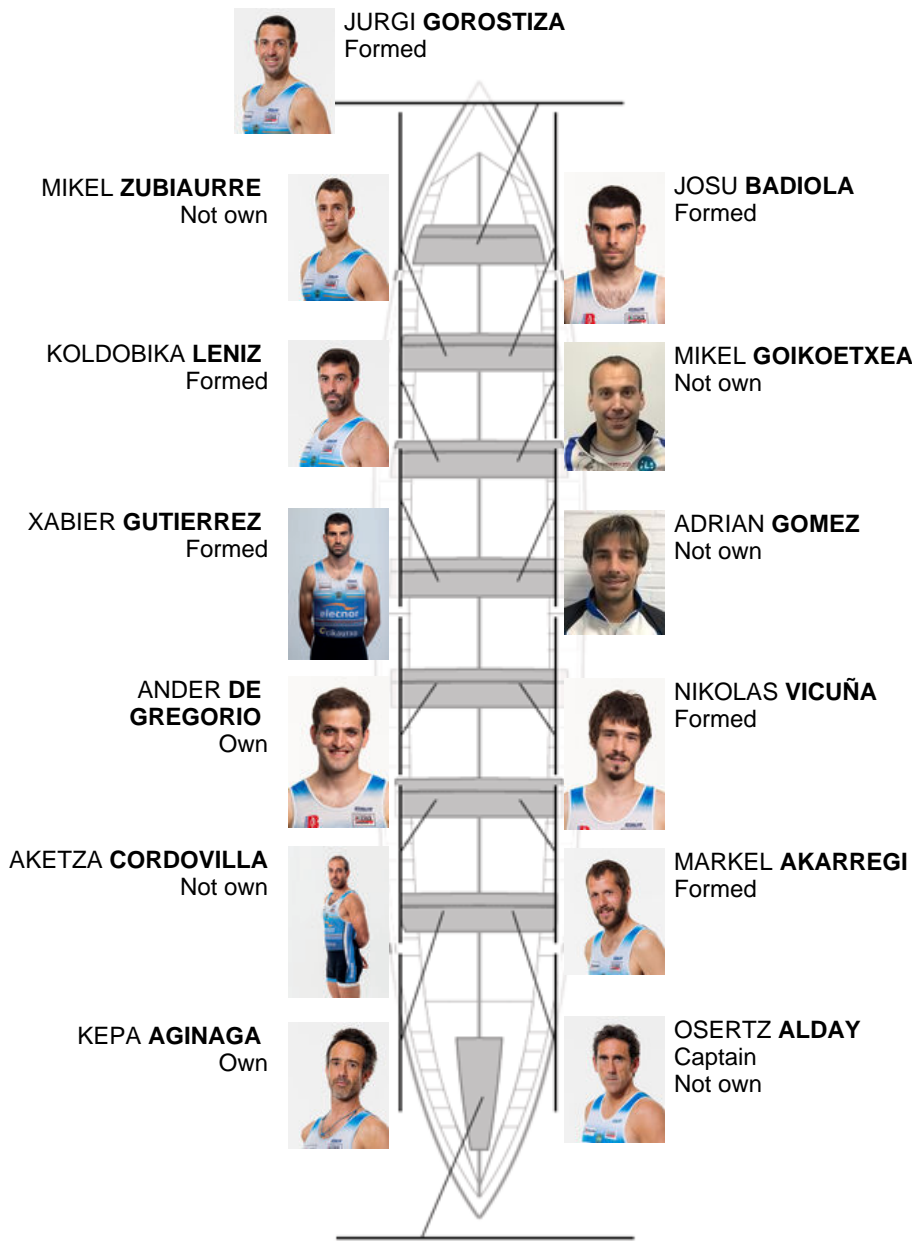 JURGI GOROSTIZA
Formed
MIKEL ZUBIAURRE
Not own
JOSU BADIOLA
Formed
KOLDOBIKA LENIZ
Formed
MIKEL GOIKOETXEA
Not own
XABIER GUTIERREZ
Formed
elecnor
cikautxo
ADRIAN GOMEZ
Not own
ANDER DE
GREGORIO
Own
NIKOLAS VICUÑA
Formed
AKETZA CORDOVILLA
Not own
MARKEL AKARREGI
Formed
KEPA AGINAGA
Own
OSERTZ ALDAY
Captain
Not own